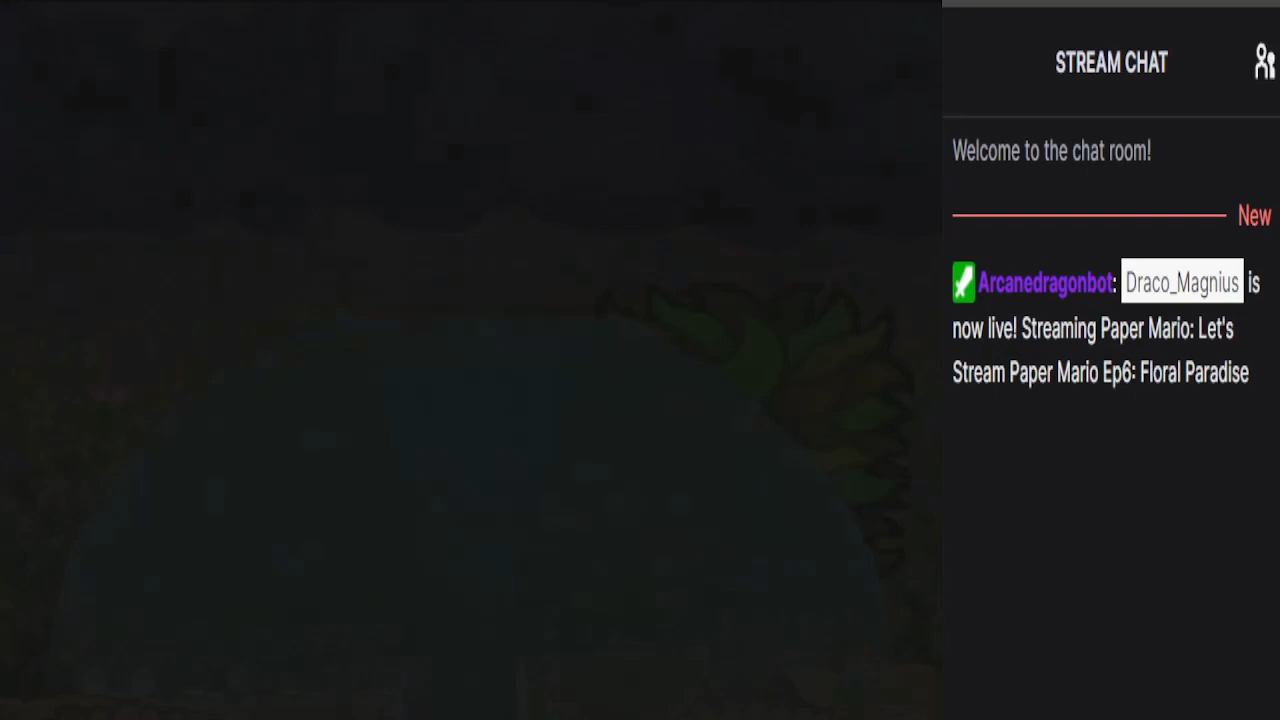 STREAM CHAT
Welcome to the chat room!
New
Arcanedragonbot: Draco_Magnius is
now live! Streaming Paper Mario: Let's
Stream Paper Mario Ep6: Floral Paradise